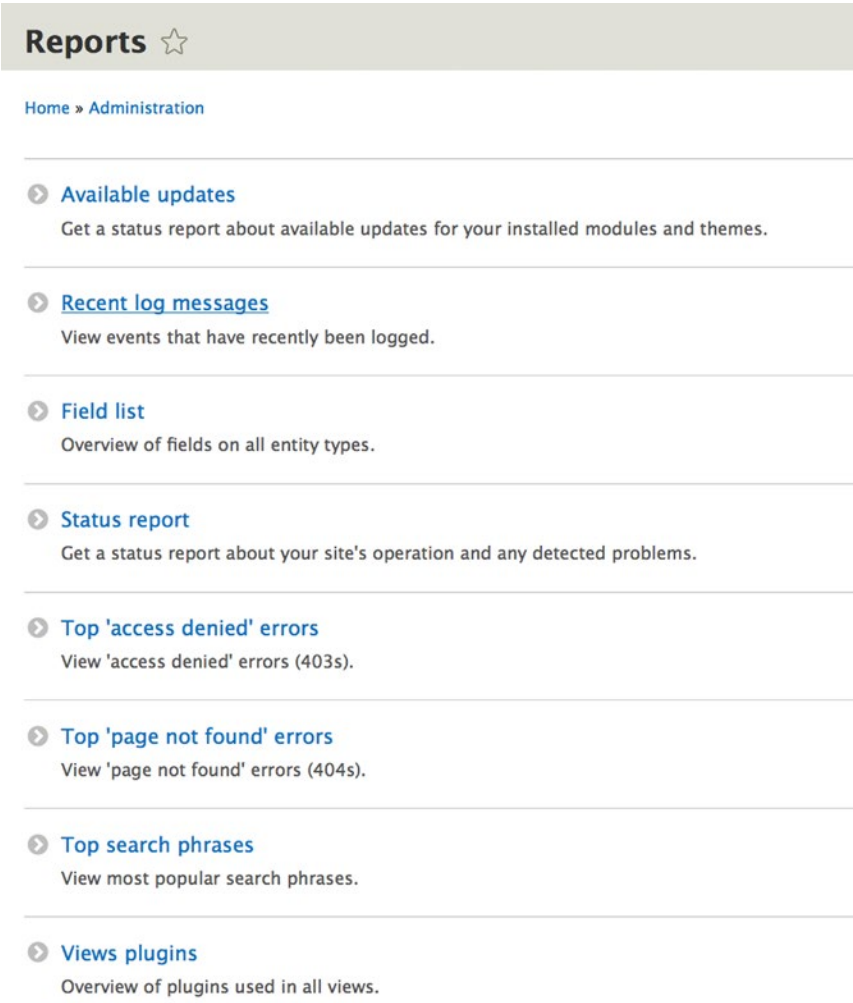 Reports
Home » Administration
Available updates
Get a status report about available updates for your installed modules and themes.
Recent log messages
View events that have recently been logged.
Field list
Overview of fields on all entity types.
Status report
Get a status report about your site's operation and any detected problems.
Top 'access denied' errors
View 'access denied' errors (403s).
Top 'page not found' errors
View 'page not found' errors (404s).
Top search phrases
View most popular search phrases.
Views plugins
Overview of plugins used in all views.